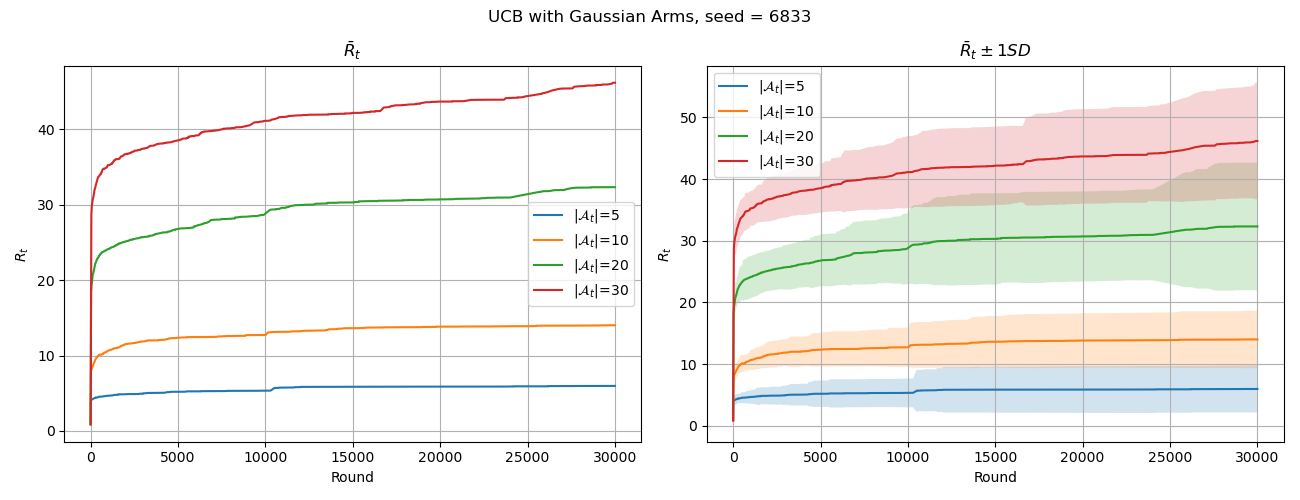 UCB with Gaussian Arms, seed = 6833
R̄ₜ
40
30
20
10
0
Rₜ
|𝒜ₜ|=5
|𝒜ₜ|=10
|𝒜ₜ|=20
|𝒜ₜ|=30
0 5000 10000 15000 20000 25000 30000
Round
R̄ₜ ± 1SD
50
40
30
20
10
0
Rₜ
|𝒜ₜ|=5
|𝒜ₜ|=10
|𝒜ₜ|=20
|𝒜ₜ|=30
0 5000 10000 15000 20000 25000 30000
Round